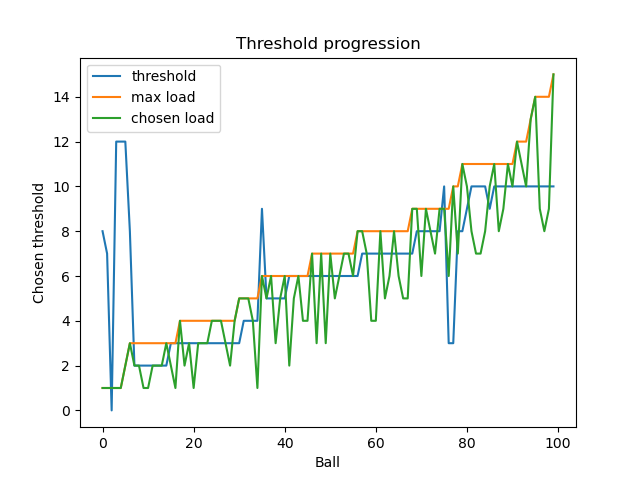 Threshold progression
threshold
max load
chosen load
Chosen threshold
14
12
10
8
6
4
2
0
0 20 40 60 80 100
Ball